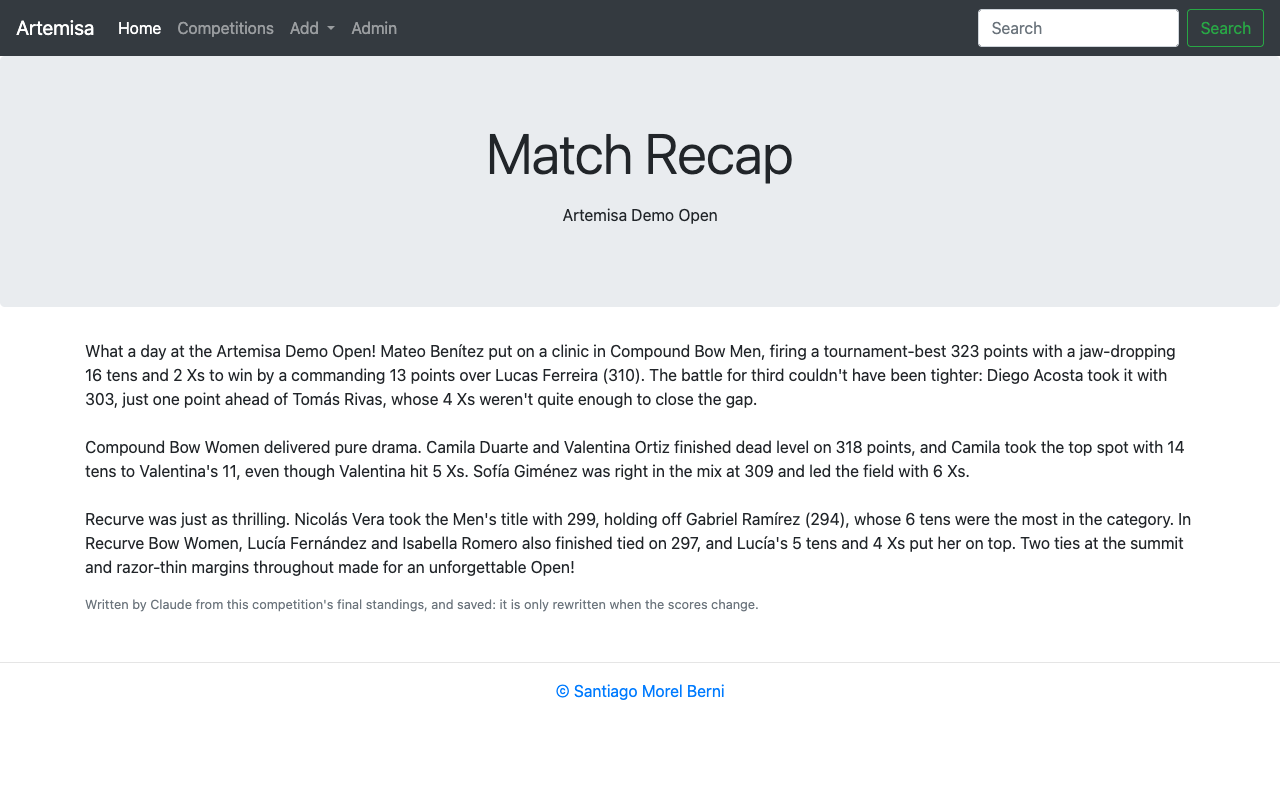 Artemisa Home Competitions Add Admin Search Search
Match Recap
Artemisa Demo Open
What a day at the Artemisa Demo Open! Mateo Benítez put on a clinic in Compound Bow Men, firing a tournament-best 323 points with a jaw-dropping
16 tens and 2 Xs to win by a commanding 13 points over Lucas Ferreira (310). The battle for third couldn't have been tighter: Diego Acosta took it with
303, just one point ahead of Tomás Rivas, whose 4 Xs weren't quite enough to close the gap.
Compound Bow Women delivered pure drama. Camila Duarte and Valentina Ortiz finished dead level on 318 points, and Camila took the top spot with 14
tens to Valentina's 11, even though Valentina hit 5 Xs. Sofía Giménez was right in the mix at 309 and led the field with 6 Xs.
Recurve was just as thrilling. Nicolás Vera took the Men's title with 299, holding off Gabriel Ramírez (294), whose 6 tens were the most in the category. In
Recurve Bow Women, Lucía Fernández and Isabella Romero also finished tied on 297, and Lucía's 5 tens and 4 Xs put her on top. Two ties at the summit
and razor-thin margins throughout made for an unforgettable Open!
Written by Claude from this competition's final standings, and saved: it is only rewritten when the scores change.
© Santiago Morel Berni